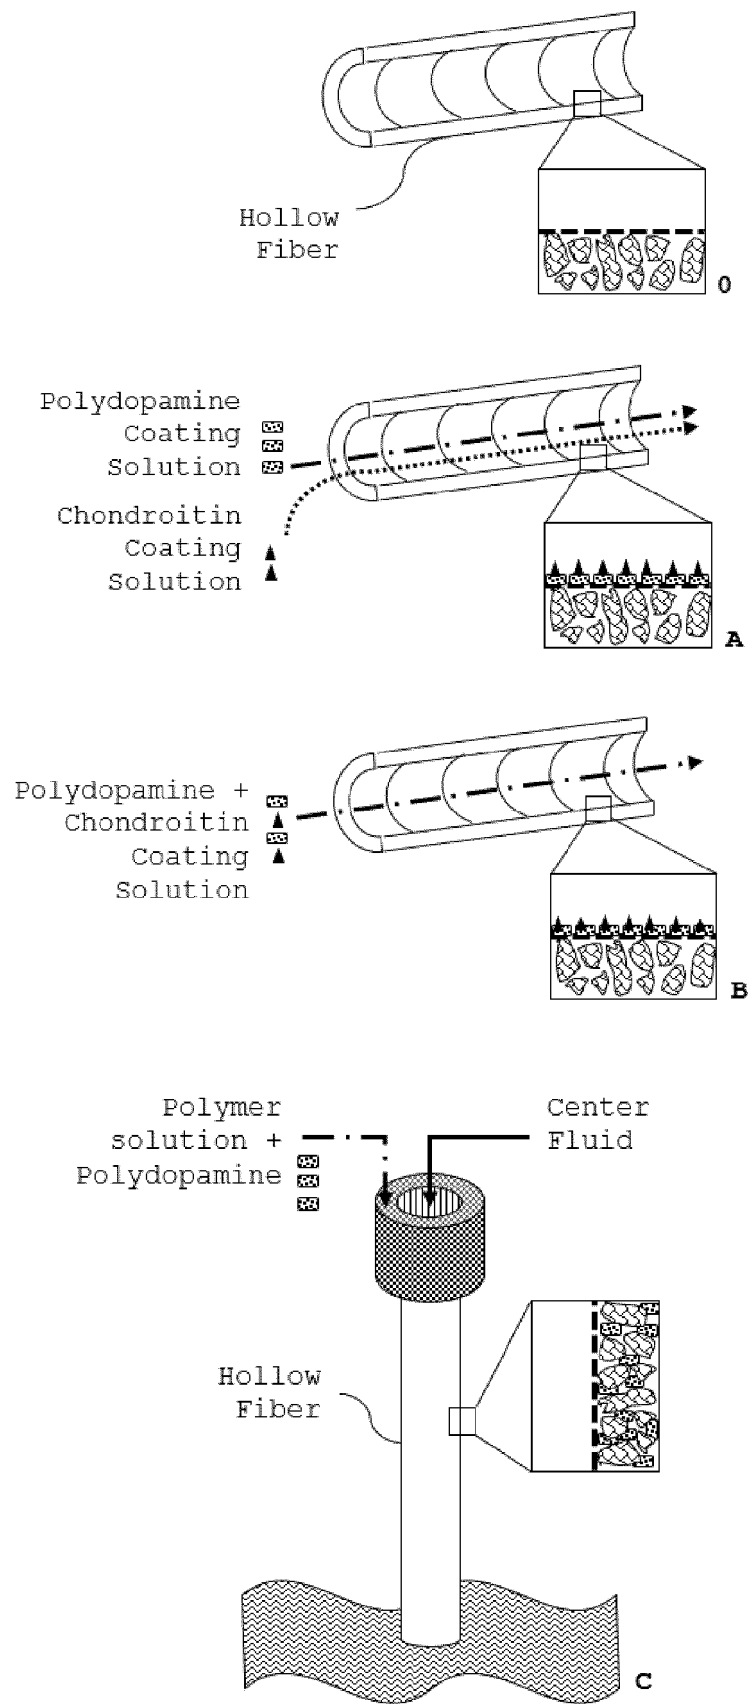 Hollow
Fiber
0
Polydopamine
Coating
Solution
Chondroitin
Coating
Solution
A
Polydopamine +
Chondroitin
Coating
Solution
B
Polymer
solution +
Polydopamine
Center
Fluid
Hollow
Fiber
C